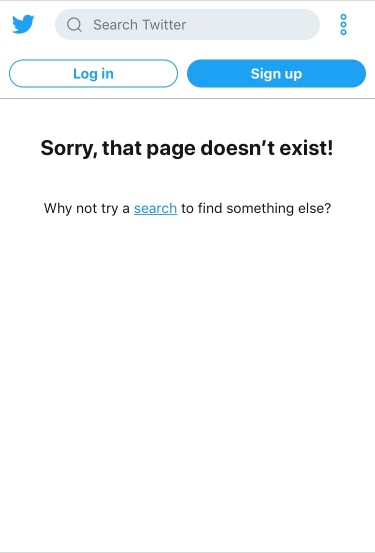 Search Twitter
Log in
Sign up
Sorry, that page doesn’t exist!
Why not try a search to find something else?